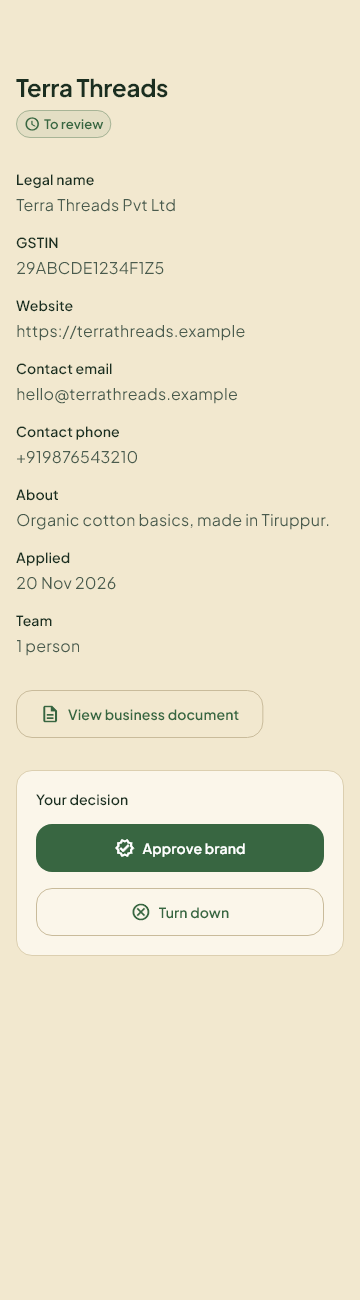 Terra Threads
To review
Legal name
Terra Threads Pvt Ltd
GSTIN
29ABCDE1234F1Z5
Website
https://terrathreads.example
Contact email
hello@terrathreads.example
Contact phone
+919876543210
About
Organic cotton basics, made in Tiruppur.
Applied
20 Nov 2026
Team
1 person
View business document
Your decision
Approve brand
Turn down